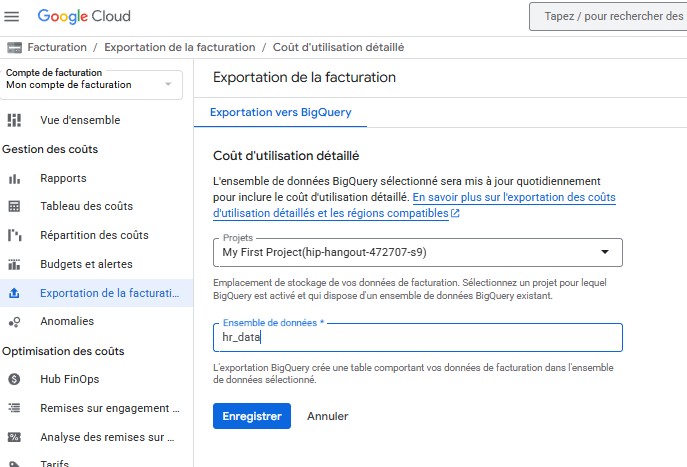 Google Cloud
Tapez / pour rechercher des
Facturation / Exportation de la facturation / Coût d'utilisation détaillé
Compte de facturation
Mon compte de facturation
Vue d'ensemble
Gestion des coûts
Rapports
Tableau des coûts
Répartition des coûts
Budgets et alertes
Exportation de la facturati...
Anomalies
Optimisation des coûts
Hub FinOps
Remises sur engagement ...
Analyse des remises sur ...
Tarifs
Exportation de la facturation
Exportation vers BigQuery
Coût d'utilisation détaillé
L'ensemble de données BigQuery sélectionné sera mis à jour quotidiennement
pour inclure le coût d'utilisation détaillé. En savoir plus sur l'exportation des coûts
d'utilisation détaillés et les régions compatibles
Projets
My First Project(hip-hangout-472707-s9)
Emplacement de stockage de vos données de facturation. Sélectionnez un projet pour lequel
BigQuery est activé et qui dispose d'un ensemble de données BigQuery existant.
Ensemble de données *
hr_data
L'exportation BigQuery crée une table comportant vos données de facturation dans l'ensemble
de données sélectionné.
Enregistrer
Annuler